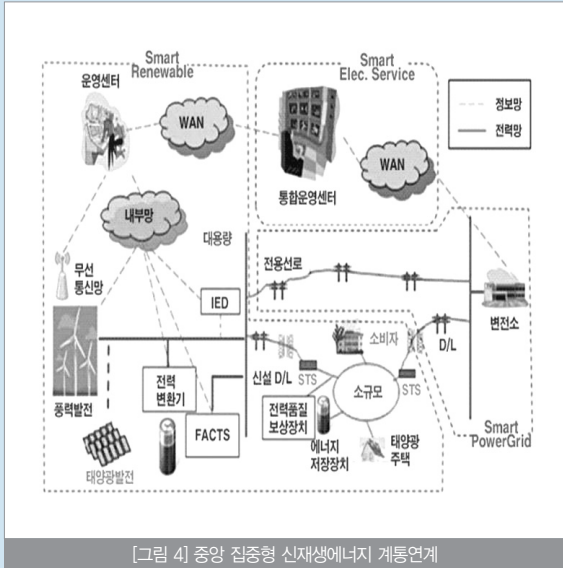 Smart
Renewable
Smart
Elec. Service
운영센터
WAN
정보망
전력망
WAN
통합운영센터
내부망
대용량
무선
통신망
전용선로
IED
변전소
소비자
D/L
전력
변환기
신설 D/L
STS
소규모
STS
풍력발전
FACTS
전력품질
보상장치
에너지
저장장치
태양광
주택
Smart
PowerGrid
태양광발전
[그림 4] 중앙 집중형 신재생에너지 계통연계